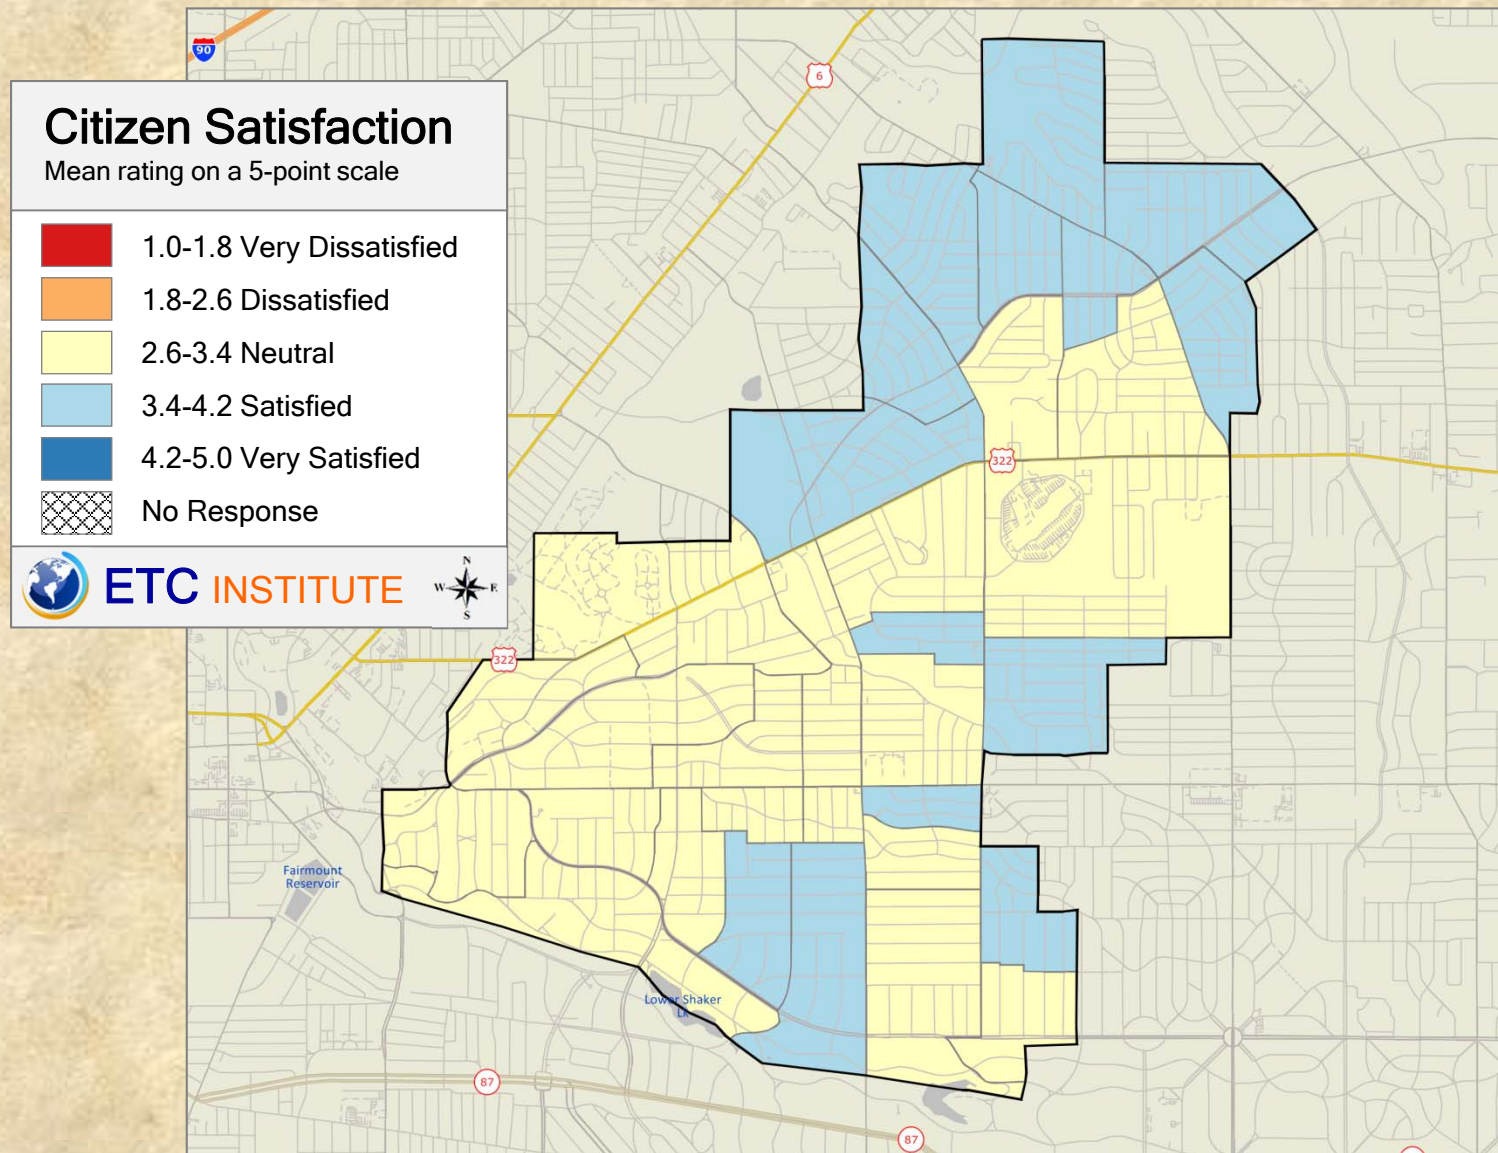 90
6
Citizen Satisfaction
Mean rating on a 5-point scale
1.0-1.8 Very Dissatisfied
1.8-2.6 Dissatisfied
2.6-3.4 Neutral
3.4-4.2 Satisfied
4.2-5.0 Very Satisfied
No Response
ETC INSTITUTE
N
W E
S
322
322
Fairmount
Reservoir
Lower Shaker
Lk
87
87